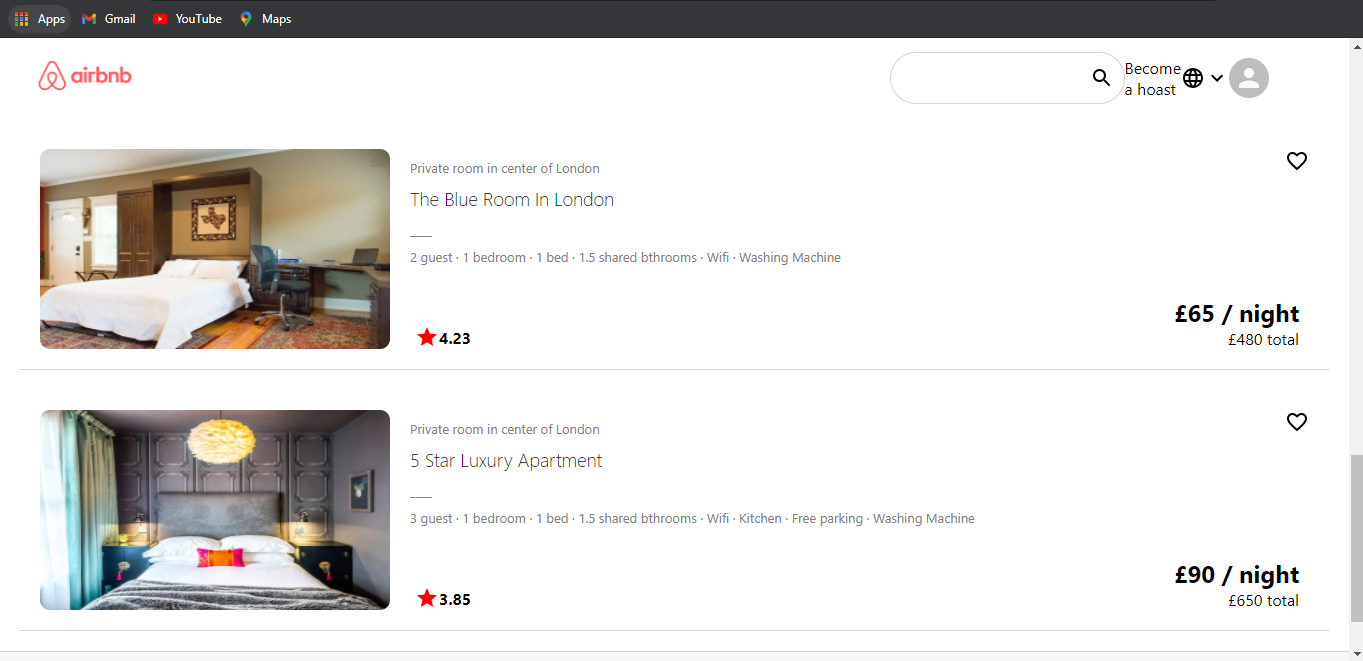 Apps Gmail YouTube Maps
airbnb
Become
a hoast
Private room in center of London
The Blue Room In London
2 guest · 1 bedroom · 1 bed · 1.5 shared bthrooms · Wifi · Washing Machine
£65 / night
4.23
£480 total
Private room in center of London
5 Star Luxury Apartment
3 guest · 1 bedroom · 1 bed · 1.5 shared bthrooms · Wifi · Kitchen · Free parking · Washing Machine
£90 / night
3.85
£650 total